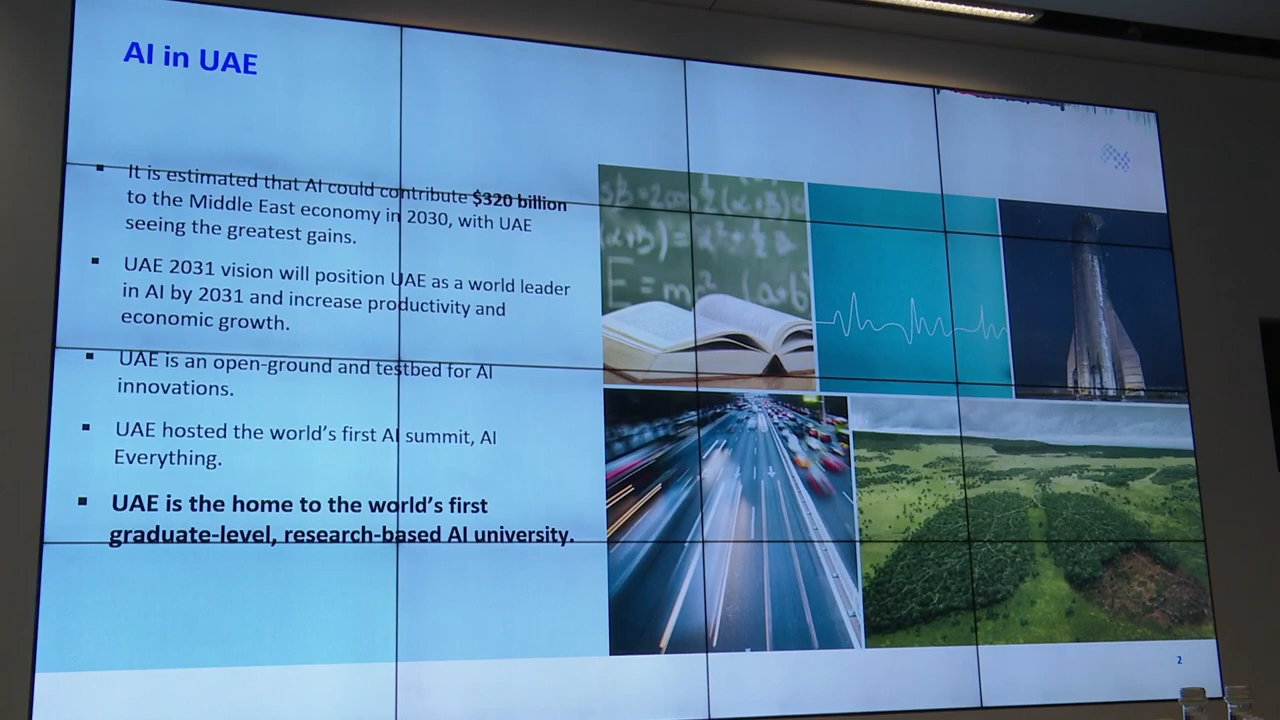 AI in UAE
▪ It is estimated that AI could contribute $320 billion
to the Middle East economy in 2030, with UAE
seeing the greatest gains.
▪ UAE 2031 vision will position UAE as a world leader
in AI by 2031 and increase productivity and
economic growth.
▪ UAE is an open-ground and testbed for AI
innovations.
▪ UAE hosted the world's first AI summit, AI
Everything.
▪ UAE is the home to the world's first
graduate-level, research-based AI university.
2